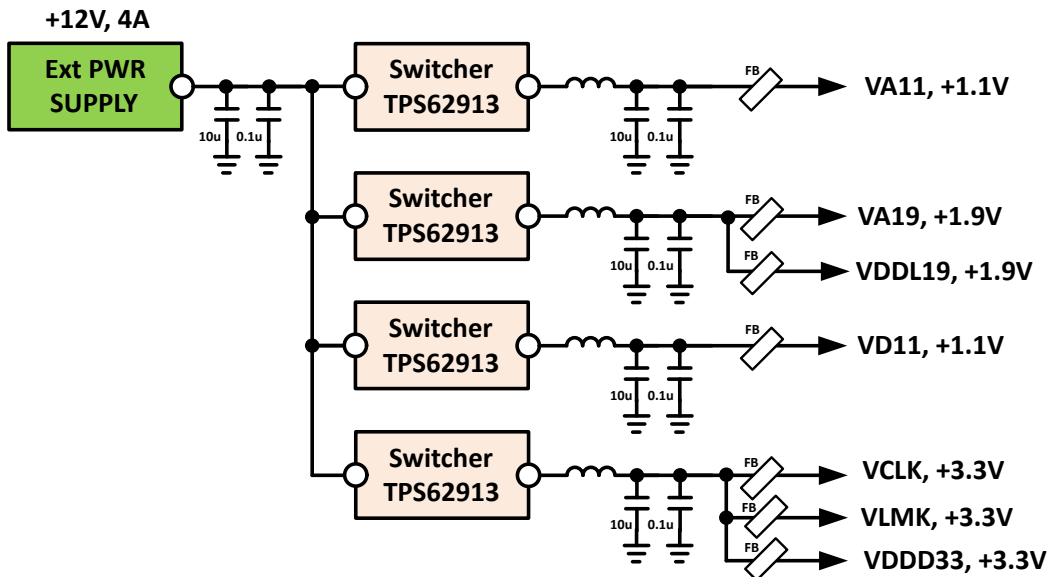 +12V, 4A
Ext PWR
SUPPLY
10u
0.1u
Switcher
TPS62913
10u
0.1u
FB
VA11, +1.1V
Switcher
TPS62913
10u
0.1u
FB
VA19, +1.9V
FB
VDDL19, +1.9V
Switcher
TPS62913
10u
0.1u
FB
VD11, +1.1V
Switcher
TPS62913
10u
0.1u
FB
VCLK, +3.3V
FB
VLMK, +3.3V
FB
VDDD33, +3.3V